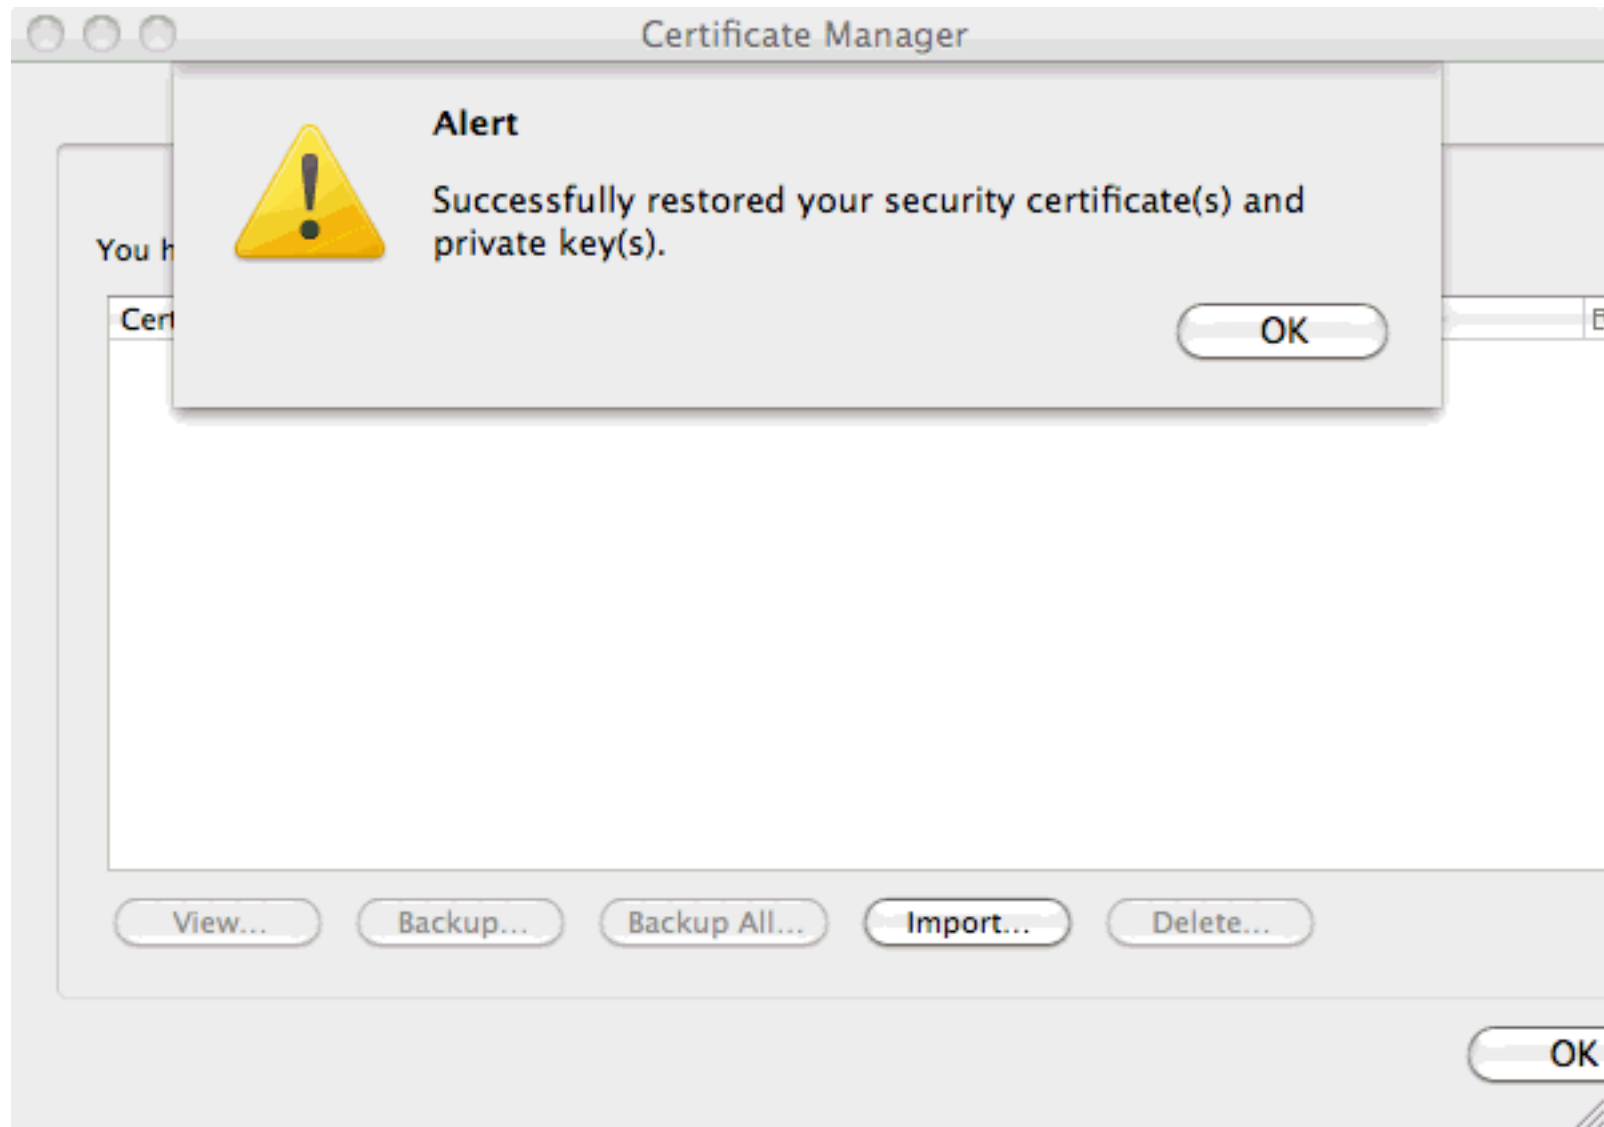 Certificate Manager
Alert
Successfully restored your security certificate(s) and
private key(s).
You
OK
View...
Backup...
Backup All...
Import...
Delete...
OK